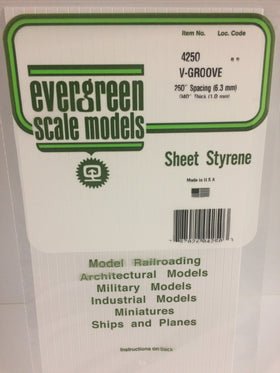 Item No. Loc. Code
4250
V-GROOVE
.250" Spacing (6.3 mm)
.040" Thick (1.0 mm)
evergreen
scale models
Sheet Styrene
Made in U.S.A
Model Railroading
Architectural Models
Military Models
Industrial Models
Miniatures
Ships and Planes
Instructions on Back